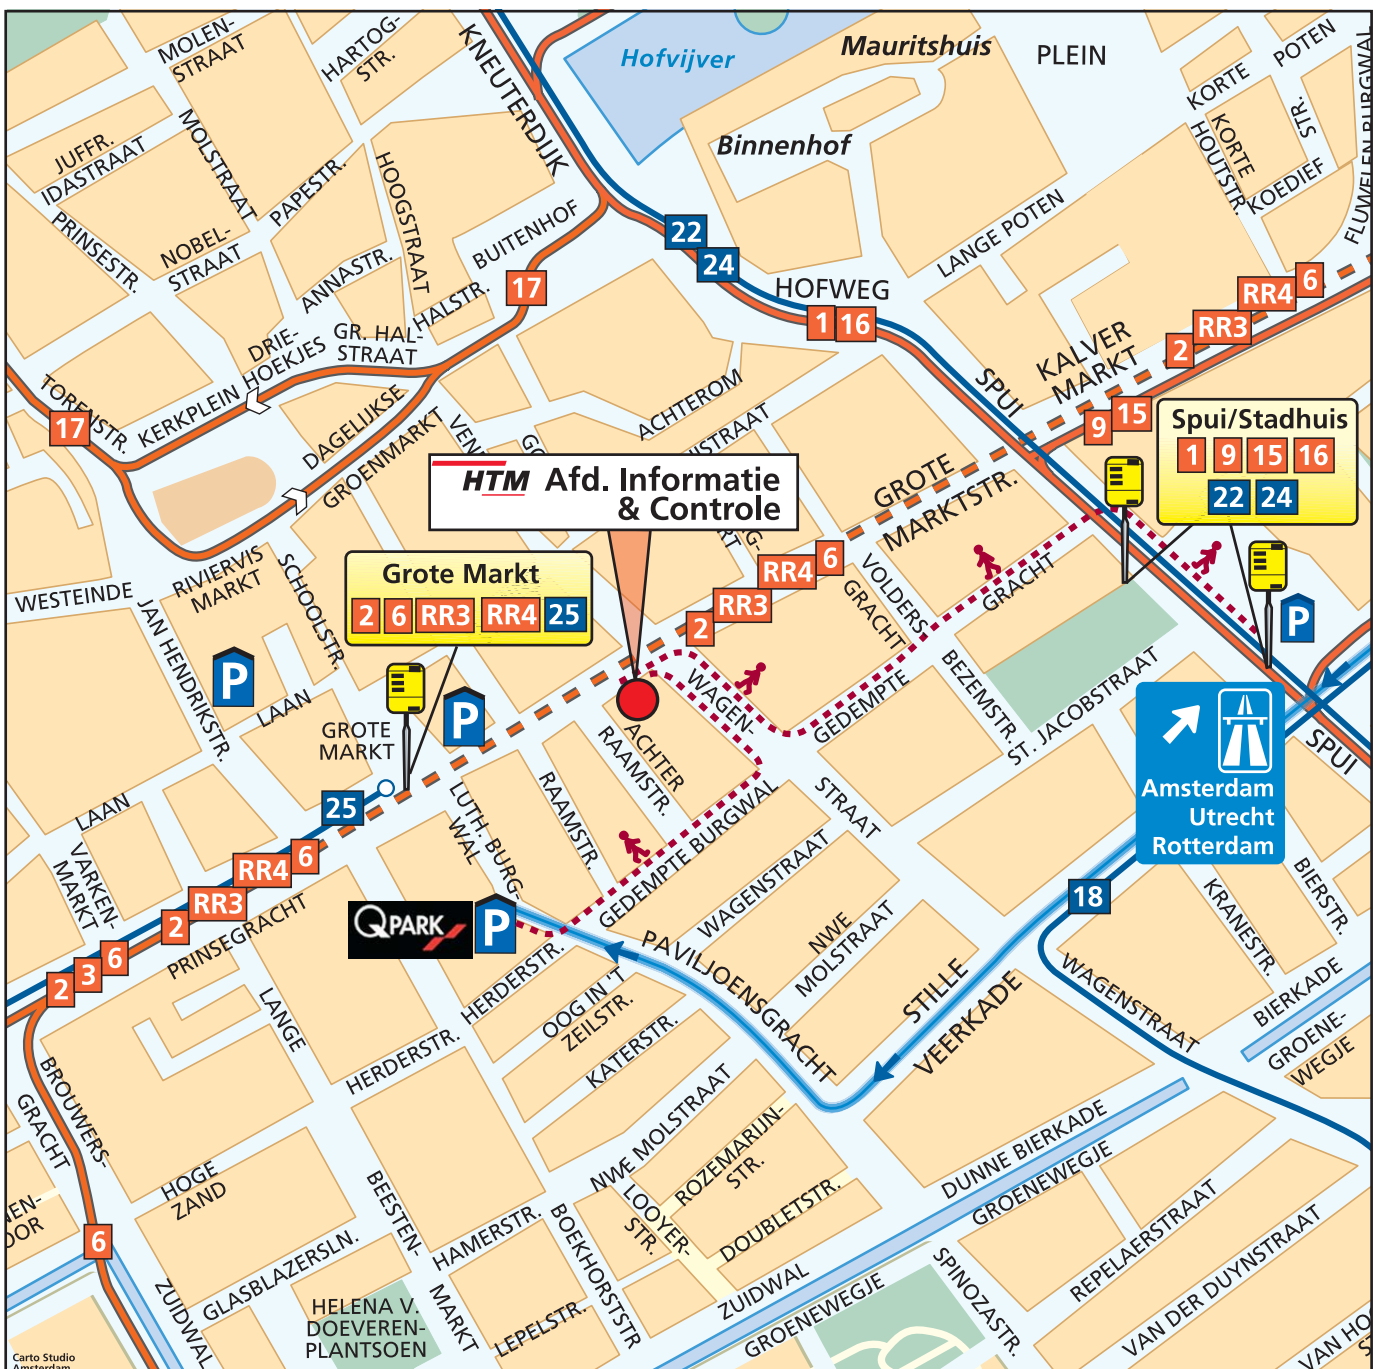 MOLEN-
STRAAT
HARTOG-
STR.
KNEUTERDIJK
Hofvijver
Mauritshuis
PLEIN
KORTE
POTEN
Binnenhof
JUFFR.
IDASTRAAT
MOLSTRAAT
PAPESTR.
HOOGSTRAAT
KORTE
HOUTSTR.
STR.
KOEDIEF
FLUWELEN BURGWAL
PRINSESTR.
NOBEL-
STRAAT
ANNASTR.
BUITENHOF
HALSTR.
LANGE POTEN
22
24
17
HOFWEG
1
16
RR4
6
RR3
2
DRIE-
HOEKJES
GR. HAL-
STRAAT
KERKPLEIN
TORENSTR.
17
DAGELIJKSE
GROENMARKT
ACHTEROM
SPUI
KALVER
MARKT
9
15
Spui/Stadhuis
1 9 15 16
22 24
HTM Afd. Informatie
& Controle
GROTE
MARKTSTR.
WESTEINDE
RIVIERVIS
MARKT
SCHOOLSTR.
JAN HENDRIKSTR.
Grote Markt
2 6 RR3 RR4 25
RR4
6
RR3
2
VOLDERS
GRACHT
GRACHT
P
P
P
LAAN
GROTE
MARKT
WAGEN-
STRAAT
GEDEMPTE
BEZEMSTR.
ST. JACOBSTRAAT
SPUI
ACHTER
RAAMSTR.
RAAMSTR.
Amsterdam
Utrecht
Rotterdam
25
LAAN
VARKEN-
MARKT
LUTH. BURG-
WAL
GEDEMPTE BURGWAL
RR4
6
RR3
2
PRINSEGRACHT
6
3
2
Q PARK
P
WAGENSTRAAT
NWE
MOLSTRAAT
18
KRANESTR.
BIERSTR.
BIERKADE
GROENE-
WEGJE
HERDERSTR.
OOG IN 'T
ZEILSTR.
PAVILJOENSGRACHT
STILLE
VEERKADE
WAGENSTRAAT
LANGE
BEESTEN-
MARKT
HERDERSTR.
KATERSTR.
BROUWERS-
GRACHT
NWE MOLSTRAAT
ROZEMARIJN-
STR.
DUNNE BIERKADE
GROENEWEGJE
HOGE
ZAND
LOOYER-
STR.
DOUBLETSTR.
HAMERSTR.
BOEKHORSTSTR
6
ZUIDWAL
GLASBLAZERSLN.
HELENA V.
DOEVEREN-
PLANTSOEN
LEPELSTR.
ZUIDWAL
GROENEWEGJE
SPINOZASTR.
REPELAERSTRAAT
VAN DER DUYNSTRAAT
Carto Studio
Amsterdam